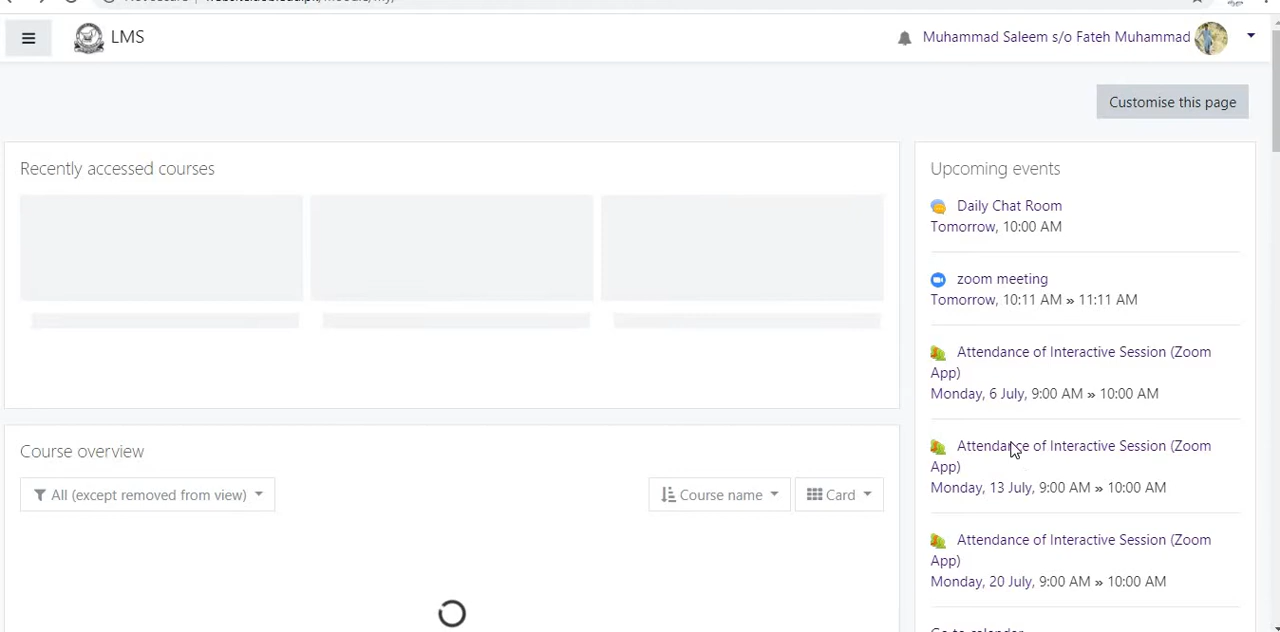 LMS
Muhammad Saleem s/o Fateh Muhammad
Customise this page
Recently accessed courses
Upcoming events
Daily Chat Room
Tomorrow, 10:00 AM
zoom meeting
Tomorrow, 10:11 AM » 11:11 AM
Attendance of Interactive Session (Zoom
App)
Monday, 6 July, 9:00 AM » 10:00 AM
Attendance of Interactive Session (Zoom
App)
Monday, 13 July, 9:00 AM » 10:00 AM
Attendance of Interactive Session (Zoom
App)
Monday, 20 July, 9:00 AM » 10:00 AM
Go to calendar
Course overview
All (except removed from view)
Course name
Card